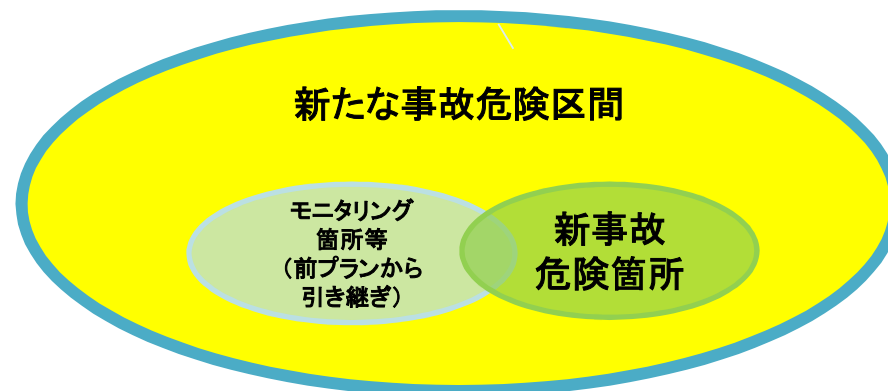 新たな事故危険区間
モニタリング
箇所等
（前プランから
引き継ぎ）
新事故
危険箇所